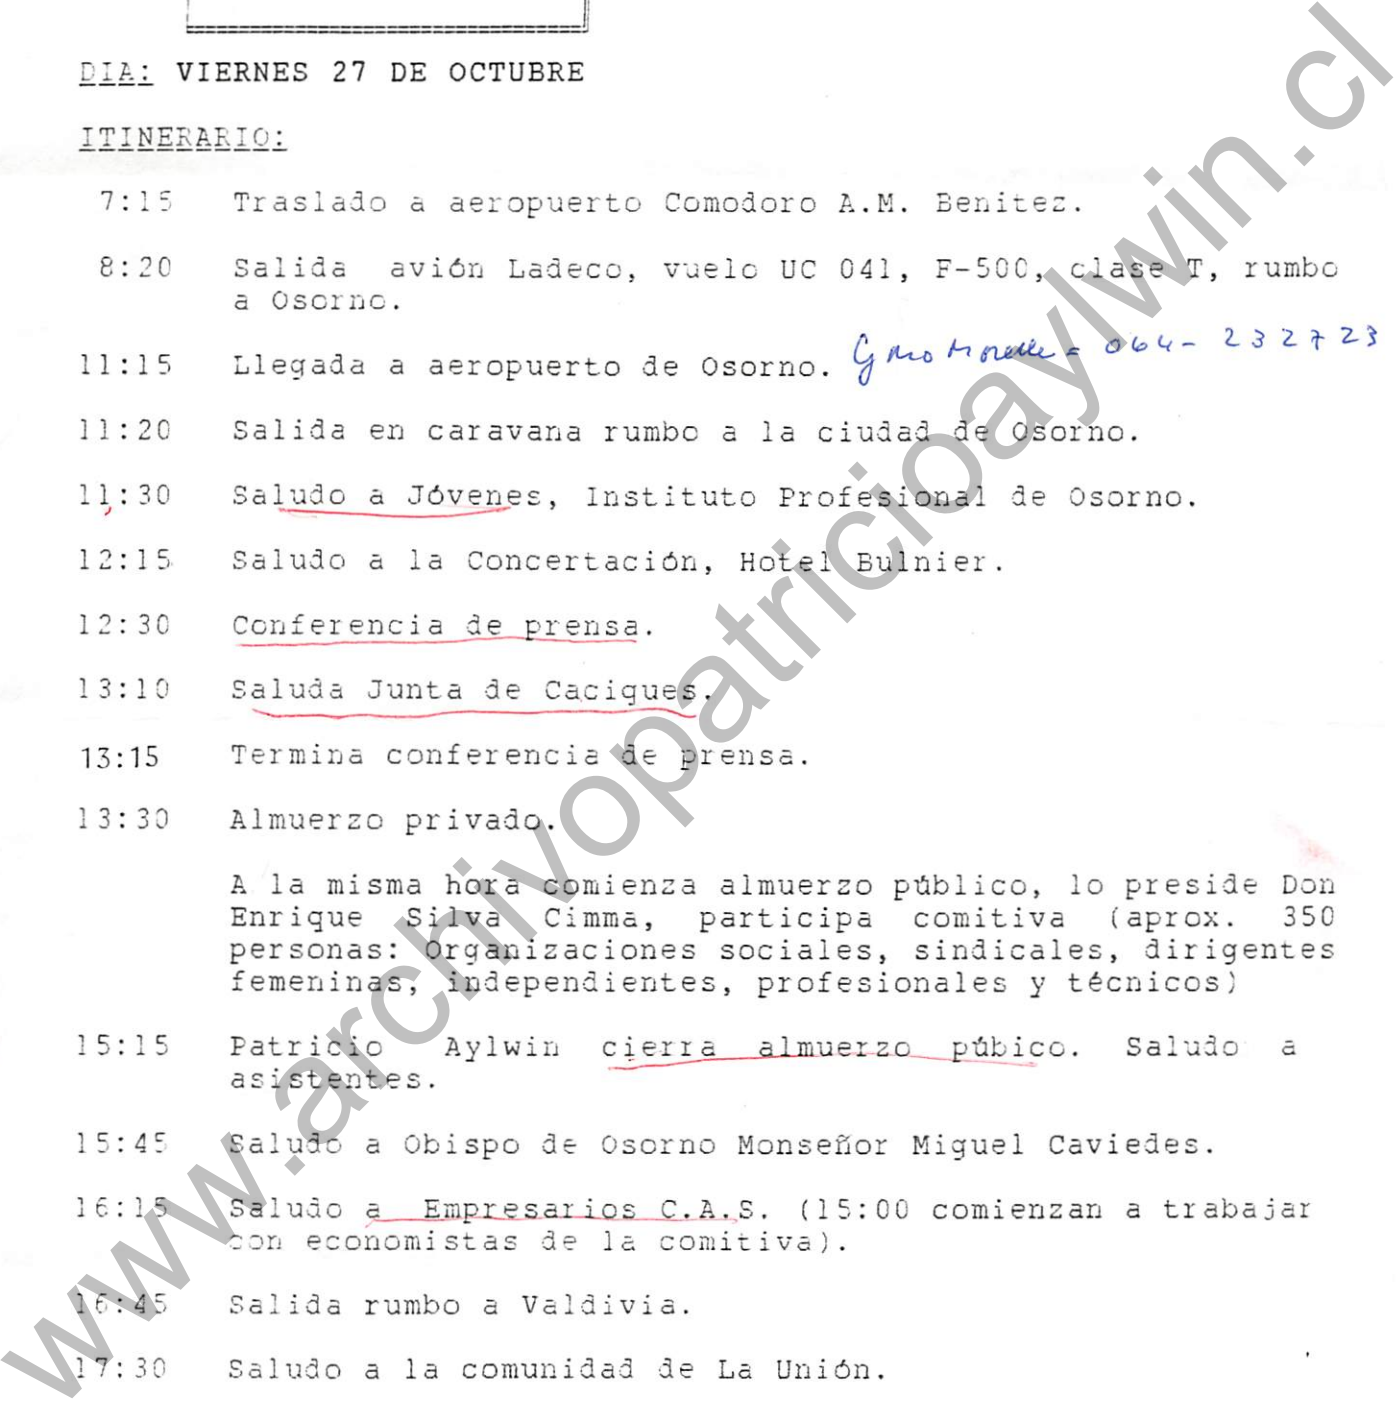 DIA: VIERNES 27 DE OCTUBRE
ITINERARIO:
7:15 Traslado a aeropuerto Comodoro A.M. Benitez.
8:20 Salida avión Ladeco, vuelo UC 041, F-500, clase T, rumbo
a Osorno.
11:15 Llegada a aeropuerto de Osorno. 064-232723
11:20 Salida en caravana rumbo a la ciudad de Osorno.
11:30 Saludo a Jóvenes, Instituto Profesional de Osorno.
12:15 Saludo a la Concertación, Hotel Bulnier.
12:30 Conferencia de prensa.
13:10 Saluda Junta de Caciques.
13:15 Termina conferencia de prensa.
13:30 Almuerzo privado.
A la misma hora comienza almuerzo público, lo preside Don
Enrique Silva Cimma, participa comitiva (aprox. 350
personas: Organizaciones sociales, sindicales, dirigentes
femeninas, independientes, profesionales y técnicos)
15:15 Patricio Aylwin cierra almuerzo púbico. Saludo a
asistentes.
15:45 Saludo a Obispo de Osorno Monseñor Miguel Caviedes.
16:15 Saludo a Empresarios C.A.S. (15:00 comienzan a trabajar
con economistas de la comitiva).
16:45 Salida rumbo a Valdivia.
17:30 Saludo a la comunidad de La Unión.
www.archivopatricioaylwin.cl